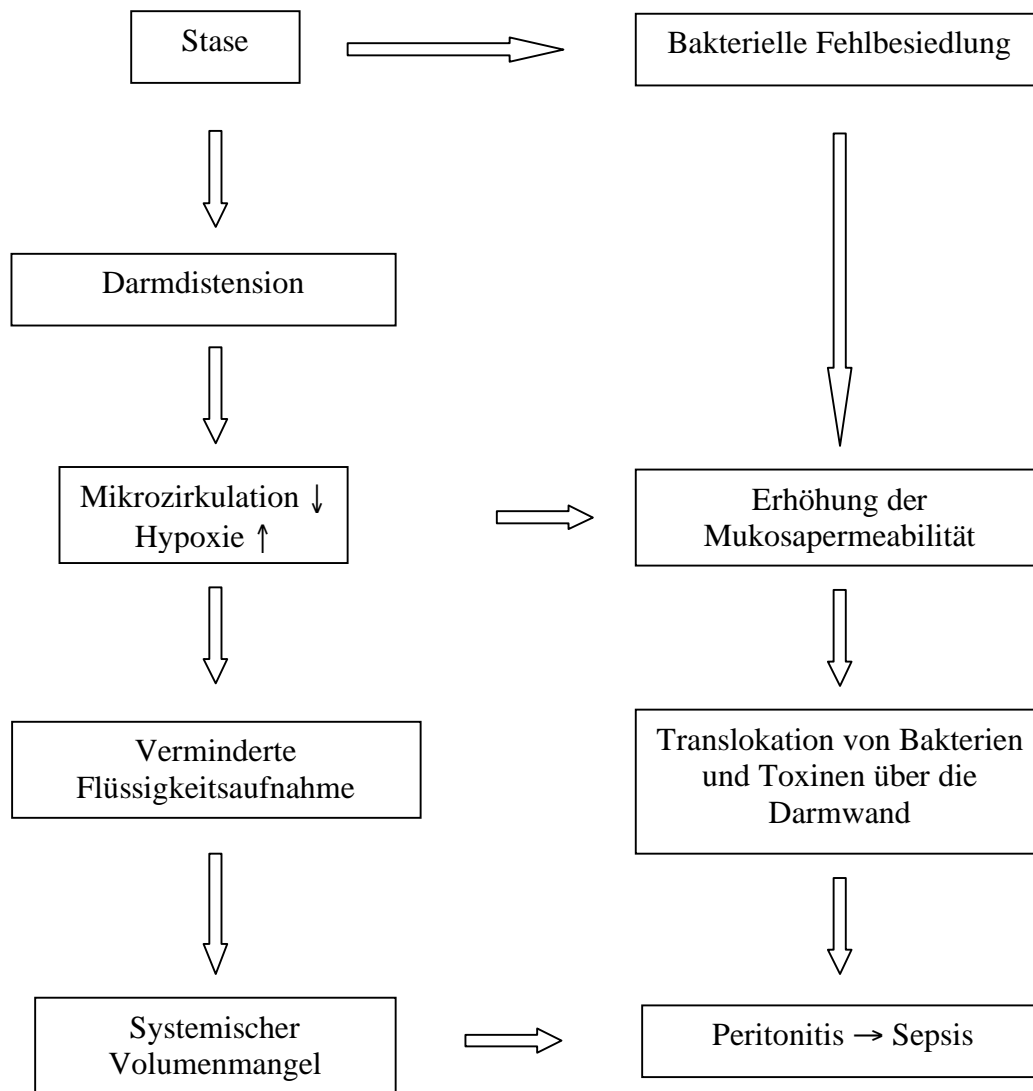 Stase
Bakterielle Fehlbesiedlung
Darmdistension
Mikrozirkulation ↓
Hypoxie ↑
Erhöhung der
Mukosapermeabilität
Verminderte
Flüssigkeitsaufnahme
Translokation von Bakterien
und Toxinen über die
Darmwand
Systemischer
Volumenmangel
Peritonitis → Sepsis